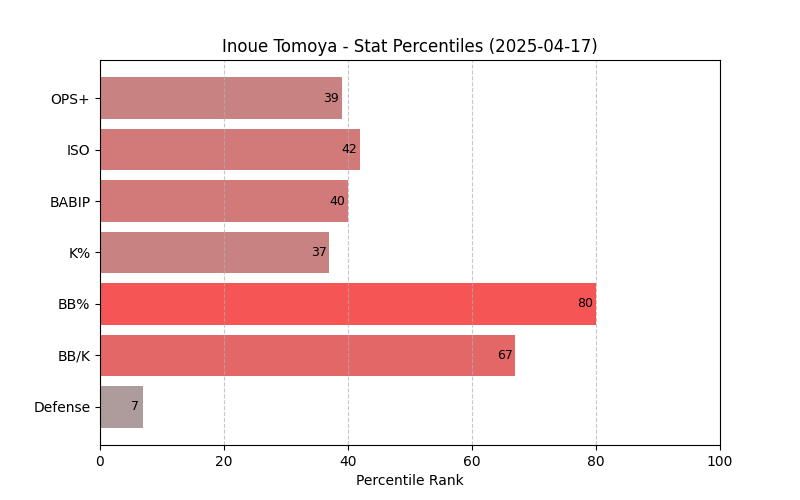 Inoue Tomoya - Stat Percentiles (2025-04-17)
OPS+ 39
ISO 42
BABIP 40
K% 37
BB% 80
BB/K 67
Defense 7
0 20 40 60 80 100
Percentile Rank